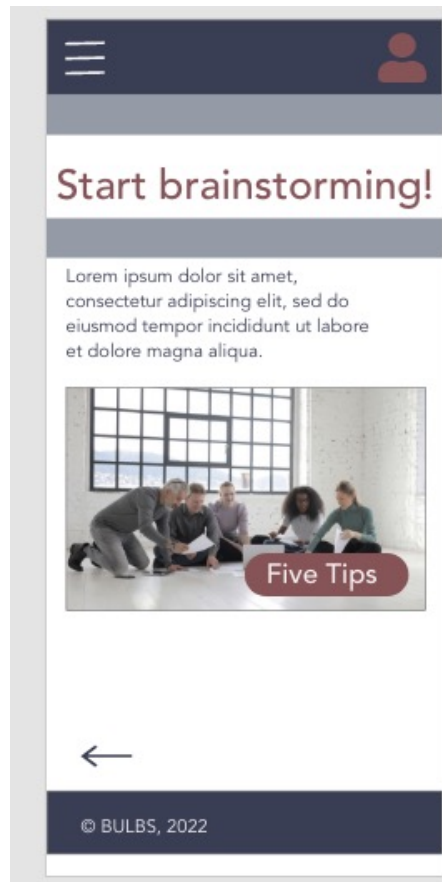 Start brainstorming!
Lorem ipsum dolor sit amet,
consectetur adipiscing elit, sed do
eiusmod tempor incididunt ut labore
et dolore magna aliqua.
Five Tips
© BULBS, 2022